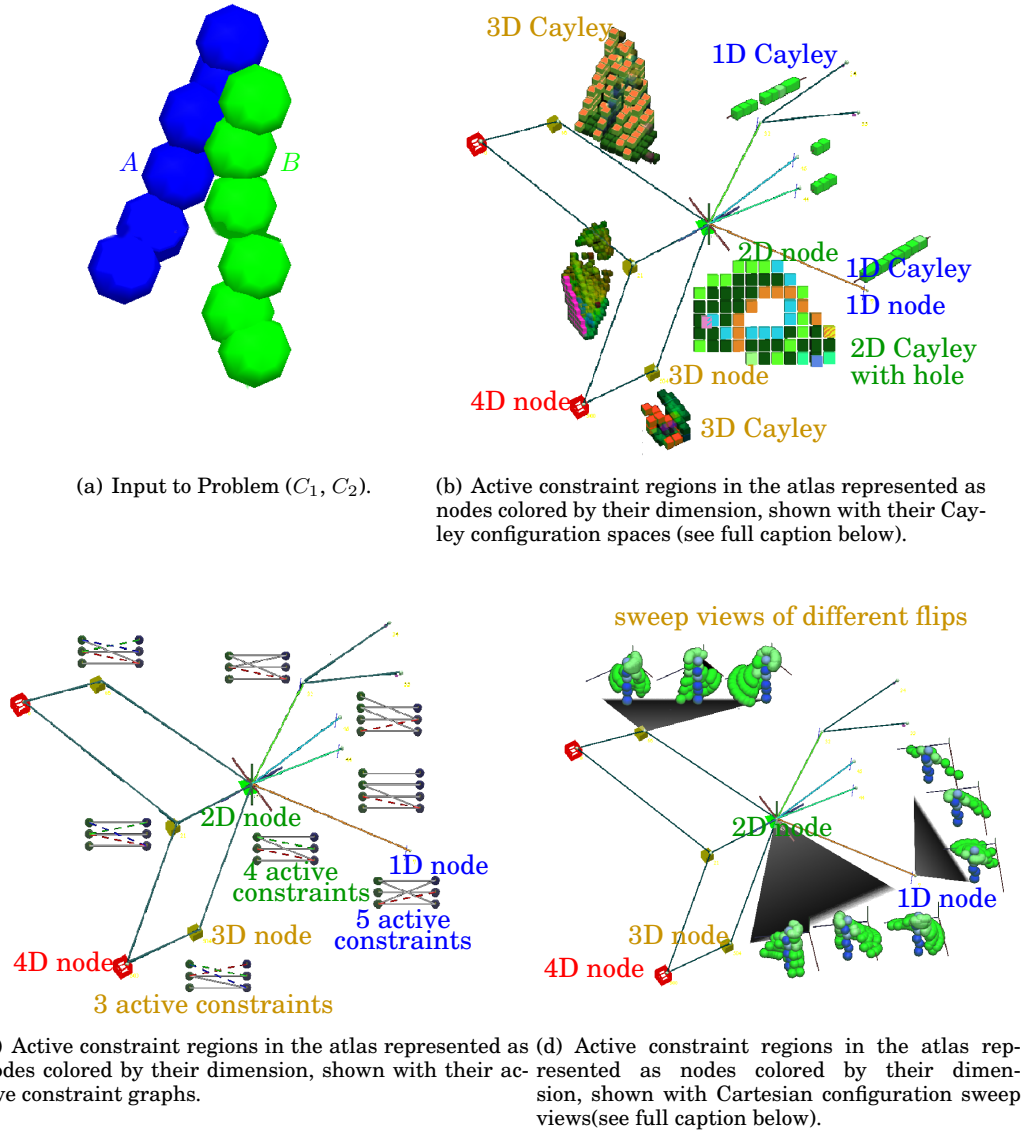 A
B
3D Cayley
1D Cayley
2D node
1D Cayley
1D node
2D Cayley
with hole
3D node
4D node
3D Cayley
(a) Input to Problem (C1, C2).
(b) Active constraint regions in the atlas represented as
nodes colored by their dimension, shown with their Cay-
ley configuration spaces (see full caption below).
2D node
4 active
constraints
1D node
5 active
constraints
3D node
4D node
3 active constraints
sweep views of different flips
2D node
1D node
3D node
4D node
) Active constraint regions in the atlas represented as
odes colored by their dimension, shown with their ac-
ve constraint graphs.
(d) Active constraint regions in the atlas rep-
resented as nodes colored by their dimen-
sion, shown with Cartesian configuration sweep
views(see full caption below).